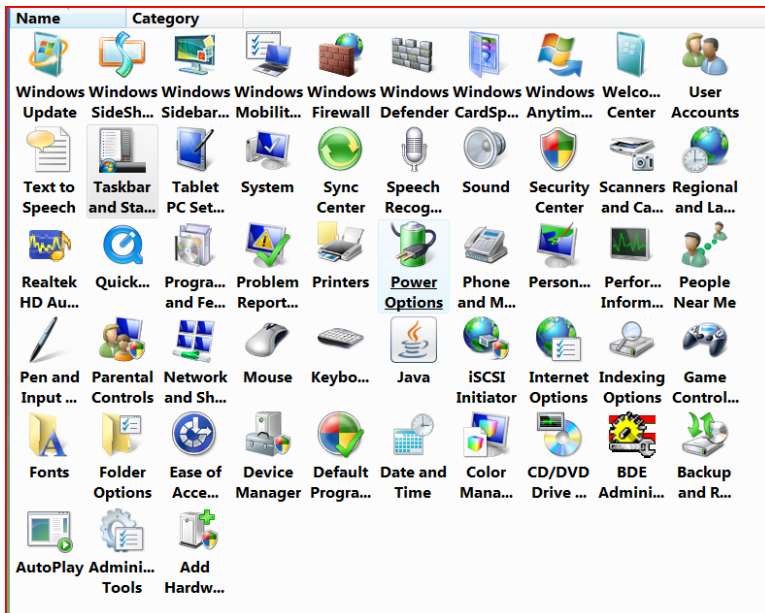 Name Category
Windows Windows Windows Windows Windows Windows Windows Windows Welco... User
Update SideSh... Sidebar... Mobilit... Firewall Defender CardSp... Anytim... Center Accounts
Text to Taskbar Tablet System Sync Speech Sound Security Scanners Regional
Speech and Sta... PC Set... Center Recog... Center and Ca... and La...
Realtek Quick... Progra... Problem Printers Power Phone Person... Perfor... People
HD Au... and Fe... Report... Options and M... Inform... Near Me
Pen and Parental Network Mouse Keybo... Java iSCSI Internet Indexing Game
Input ... Controls and Sh... Initiator Options Options Control...
Fonts Folder Ease of Device Default Date and Color CD/DVD BDE Backup
Options Acce... Manager Progra... Time Mana... Drive ... Admini... and R...
AutoPlay Admini... Add
Tools Hardw...